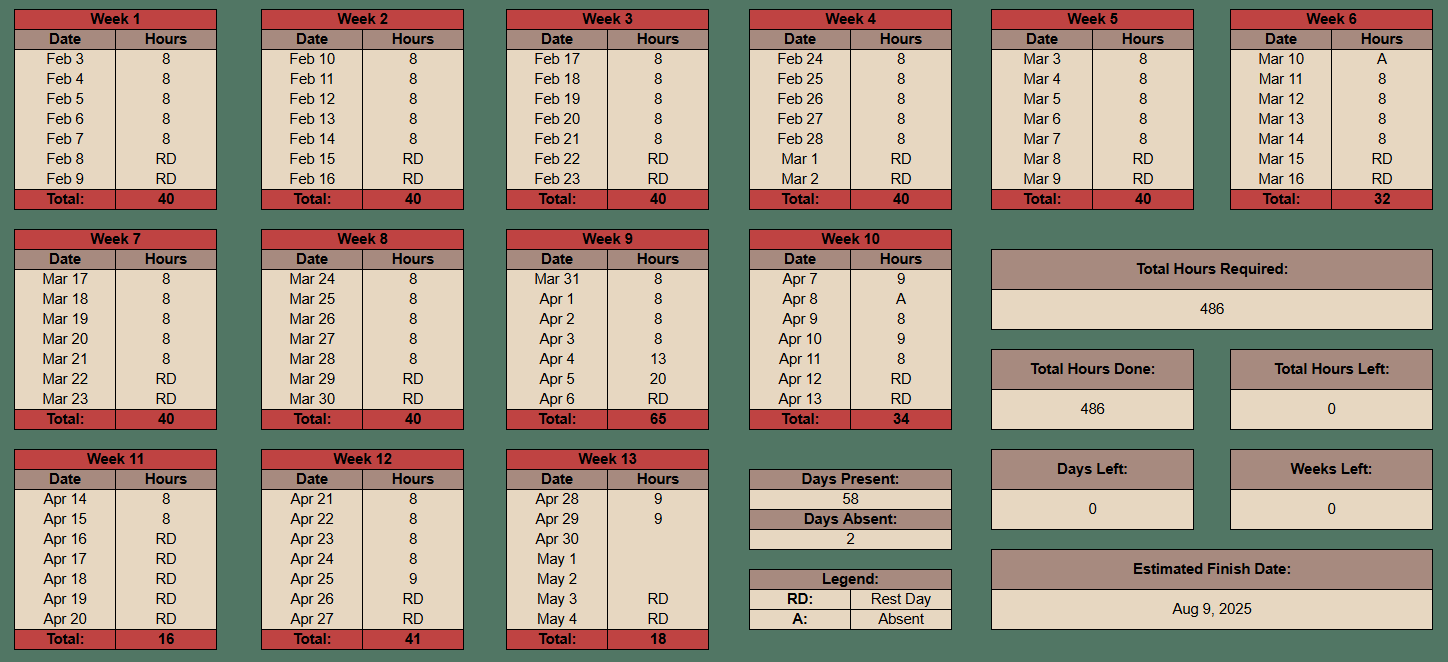 Week 1
Date Hours
Feb 3 8
Feb 4 8
Feb 5 8
Feb 6 8
Feb 7 8
Feb 8 RD
Feb 9 RD
Total: 40
Week 2
Date Hours
Feb 10 8
Feb 11 8
Feb 12 8
Feb 13 8
Feb 14 8
Feb 15 RD
Feb 16 RD
Total: 40
Week 3
Date Hours
Feb 17 8
Feb 18 8
Feb 19 8
Feb 20 8
Feb 21 8
Feb 22 RD
Feb 23 RD
Total: 40
Week 4
Date Hours
Feb 24 8
Feb 25 8
Feb 26 8
Feb 27 8
Feb 28 8
Mar 1 RD
Mar 2 RD
Total: 40
Week 5
Date Hours
Mar 3 8
Mar 4 8
Mar 5 8
Mar 6 8
Mar 7 8
Mar 8 RD
Mar 9 RD
Total: 40
Week 6
Date Hours
Mar 10 A
Mar 11 8
Mar 12 8
Mar 13 8
Mar 14 8
Mar 15 RD
Mar 16 RD
Total: 32
Week 7
Date Hours
Mar 17 8
Mar 18 8
Mar 19 8
Mar 20 8
Mar 21 8
Mar 22 RD
Mar 23 RD
Total: 40
Week 8
Date Hours
Mar 24 8
Mar 25 8
Mar 26 8
Mar 27 8
Mar 28 8
Mar 29 RD
Mar 30 RD
Total: 40
Week 9
Date Hours
Mar 31 8
Apr 1 8
Apr 2 8
Apr 3 8
Apr 4 13
Apr 5 20
Apr 6 RD
Total: 65
Week 10
Date Hours
Apr 7 9
Apr 8 A
Apr 9 8
Apr 10 9
Apr 11 8
Apr 12 RD
Apr 13 RD
Total: 34
Total Hours Required:
486
Total Hours Done:
486
Total Hours Left:
0
Week 11
Date Hours
Apr 14 8
Apr 15 8
Apr 16 RD
Apr 17 RD
Apr 18 RD
Apr 19 RD
Apr 20 RD
Total: 16
Week 12
Date Hours
Apr 21 8
Apr 22 8
Apr 23 8
Apr 24 8
Apr 25 9
Apr 26 RD
Apr 27 RD
Total: 41
Week 13
Date Hours
Apr 28 9
Apr 29 9
Apr 30
May 1
May 2
May 3 RD
May 4 RD
Total: 18
Days Present:
58
Days Absent:
2
Legend:
RD: Rest Day
A: Absent
Days Left:
0
Weeks Left:
0
Estimated Finish Date:
Aug 9, 2025